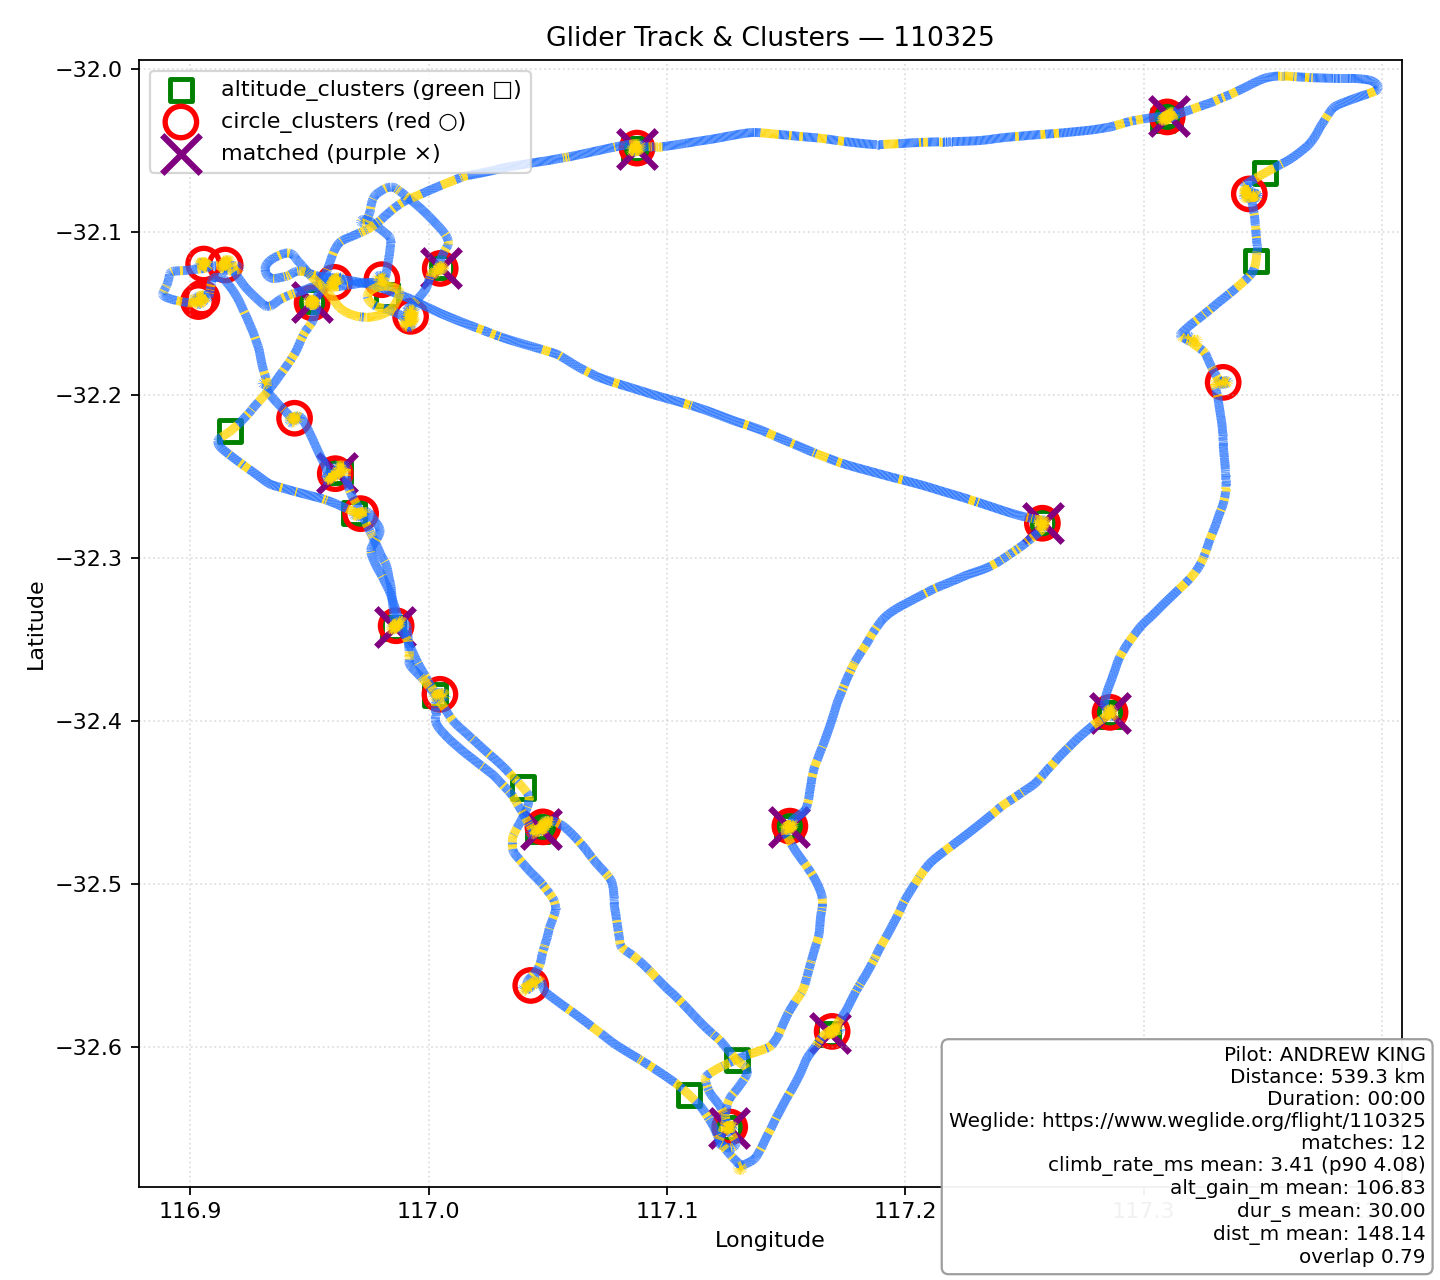 Glider Track & Clusters — 110325
altitude_clusters (green □)
circle_clusters (red ○)
matched (purple ×)
−32.0
−32.1
−32.2
−32.3
−32.4
−32.5
−32.6
Latitude
116.9
117.0
117.1
117.2
117.3
Longitude
Pilot: ANDREW KING
Distance: 539.3 km
Duration: 00:00
Weglide: https://www.weglide.org/flight/110325
matches: 12
climb_rate_ms mean: 3.41 (p90 4.08)
alt_gain_m mean: 106.83
dur_s mean: 30.00
dist_m mean: 148.14
overlap 0.79